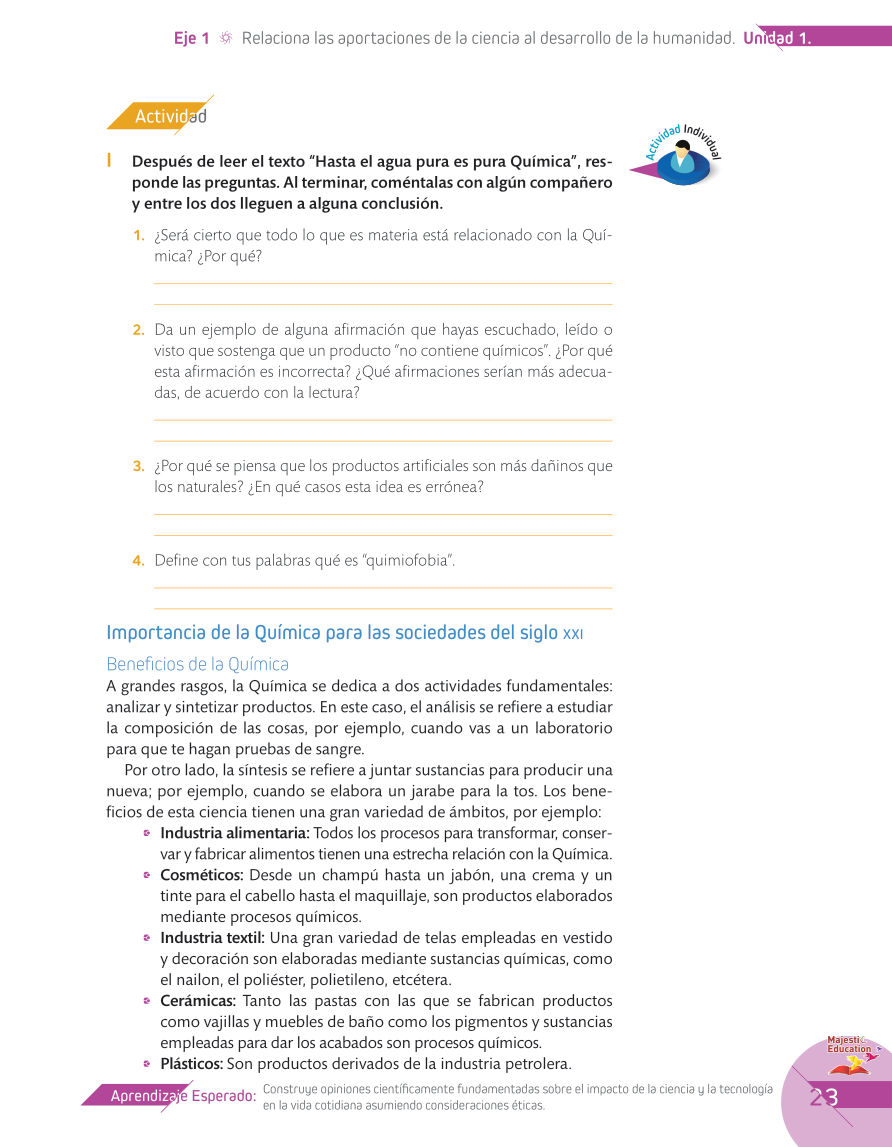 Eje 1 Relaciona las aportaciones de la ciencia al desarrollo de la humanidad. Unidad 1.
Actividad
Actividad Individual
I Después de leer el texto “Hasta el agua pura es pura Química”, res-
ponde las preguntas. Al terminar, coméntalas con algún compañero
y entre los dos lleguen a alguna conclusión.
1. ¿Será cierto que todo lo que es materia está relacionado con la Quí-
mica? ¿Por qué?
2. Da un ejemplo de alguna afirmación que hayas escuchado, leído o
visto que sostenga que un producto “no contiene químicos”. ¿Por qué
esta afirmación es incorrecta? ¿Qué afirmaciones serían más adecua-
das, de acuerdo con la lectura?
3. ¿Por qué se piensa que los productos artificiales son más dañinos que
los naturales? ¿En qué casos esta idea es errónea?
4. Define con tus palabras qué es “quimiofobia”.
Importancia de la Química para las sociedades del siglo XXI
Beneficios de la Química
A grandes rasgos, la Química se dedica a dos actividades fundamentales:
analizar y sintetizar productos. En este caso, el análisis se refiere a estudiar
la composición de las cosas, por ejemplo, cuando vas a un laboratorio
para que te hagan pruebas de sangre.
Por otro lado, la síntesis se refiere a juntar sustancias para producir una
nueva; por ejemplo, cuando se elabora un jarabe para la tos. Los bene-
ficios de esta ciencia tienen una gran variedad de ámbitos, por ejemplo:
Industria alimentaria: Todos los procesos para transformar, conser-
var y fabricar alimentos tienen una estrecha relación con la Química.
Cosméticos: Desde un champú hasta un jabón, una crema y un
tinte para el cabello hasta el maquillaje, son productos elaborados
mediante procesos químicos.
Industria textil: Una gran variedad de telas empleadas en vestido
y decoración son elaboradas mediante sustancias químicas, como
el nailon, el poliéster, polietileno, etcétera.
Cerámicas: Tanto las pastas con las que se fabrican productos
como vajillas y muebles de baño como los pigmentos y sustancias
empleadas para dar los acabados son procesos químicos.
Plásticos: Son productos derivados de la industria petrolera.
Majestic
Education
Aprendizaje Esperado: Construye opiniones científicamente fundamentadas sobre el impacto de la ciencia y la tecnología
en la vida cotidiana asumiendo consideraciones éticas.
23